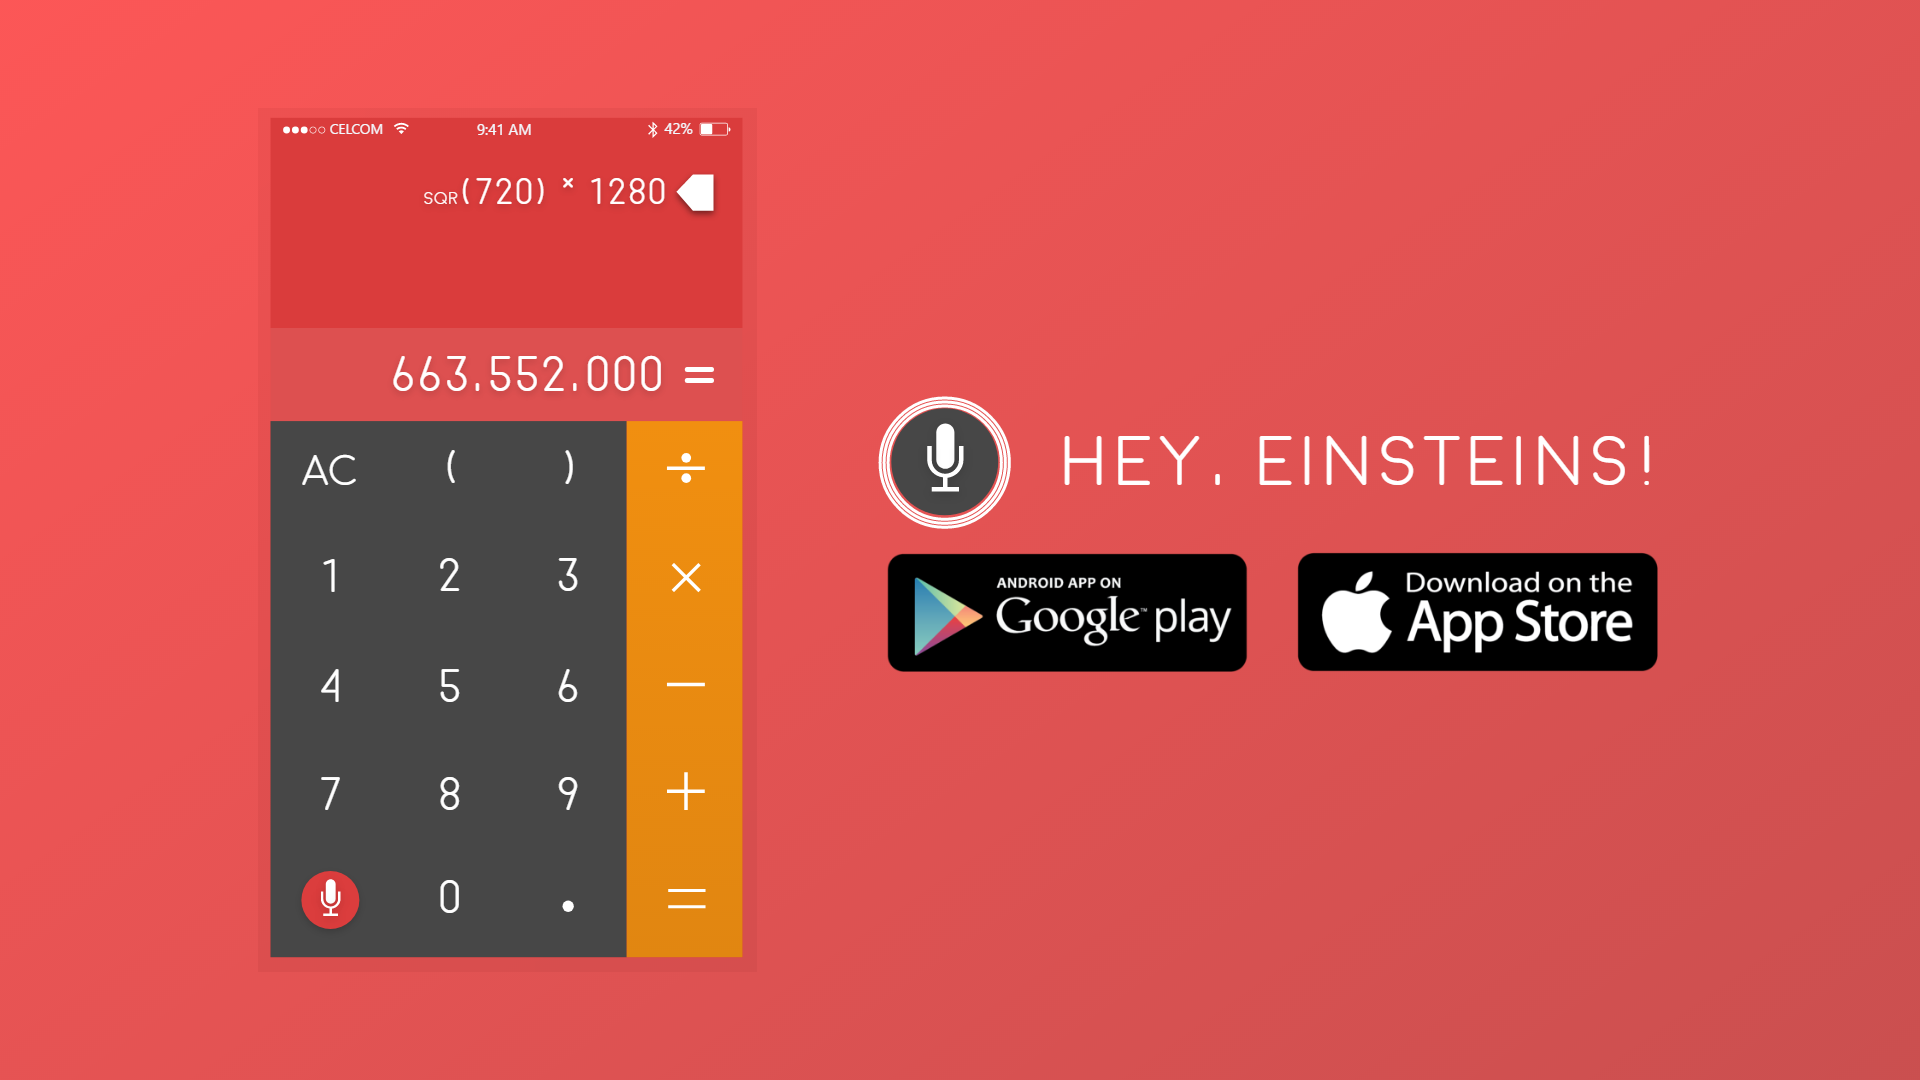 CELCOM 9:41 AM 42%
SQR(720) × 1280
663.552.000 =
AC ( ) ÷
1 2 3 ×
4 5 6 −
7 8 9 +
0 . =
HEY, EINSTEINS!
ANDROID APP ON
Google™ play
Download on the
App Store